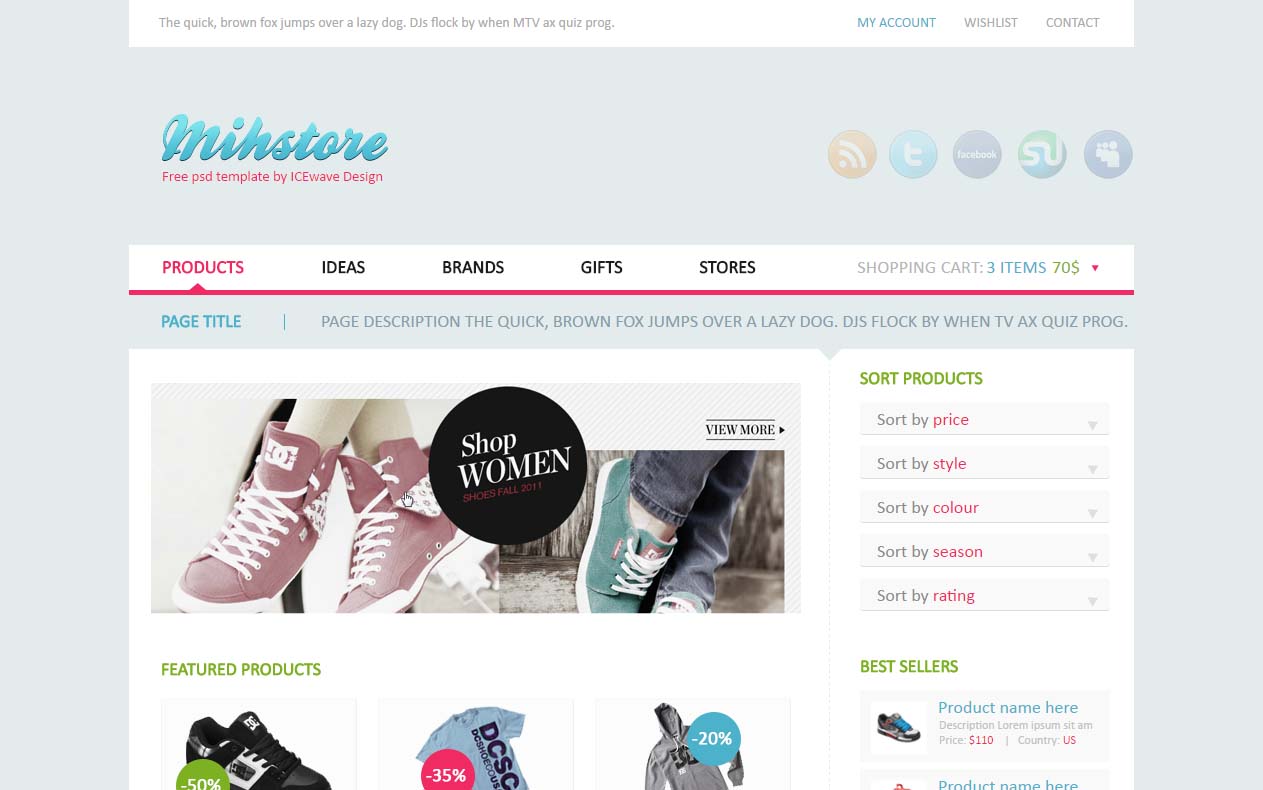 The quick, brown fox jumps over a lazy dog. DJs flock by when MTV ax quiz prog.
MY ACCOUNT WISHLIST CONTACT
Mihstore
Free psd template by ICEwave Design
facebook
PRODUCTS IDEAS BRANDS GIFTS STORES
SHOPPING CART: 3 ITEMS 70$
PAGE TITLE
PAGE DESCRIPTION THE QUICK, BROWN FOX JUMPS OVER A LAZY DOG. DJS FLOCK BY WHEN TV AX QUIZ PROG.
Shop
WOMEN
SHOES FALL 2011
VIEW MORE
FEATURED PRODUCTS
-50%
-35%
DCSC
DCSHOECOUS
-20%
SORT PRODUCTS
Sort by price
Sort by style
Sort by colour
Sort by season
Sort by rating
BEST SELLERS
Product name here
Description Lorem ipsum sit am
Price: $110 | Country: US
Product name here